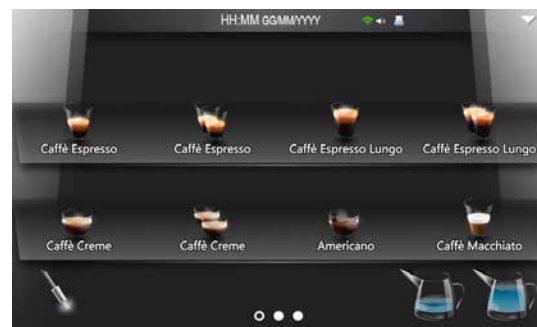 HH:MM GG/MM/YYYY
Caffè Espresso Caffè Espresso Caffè Espresso Lungo Caffè Espresso Lungo
Caffè Creme Caffè Creme Americano Caffè Macchiato